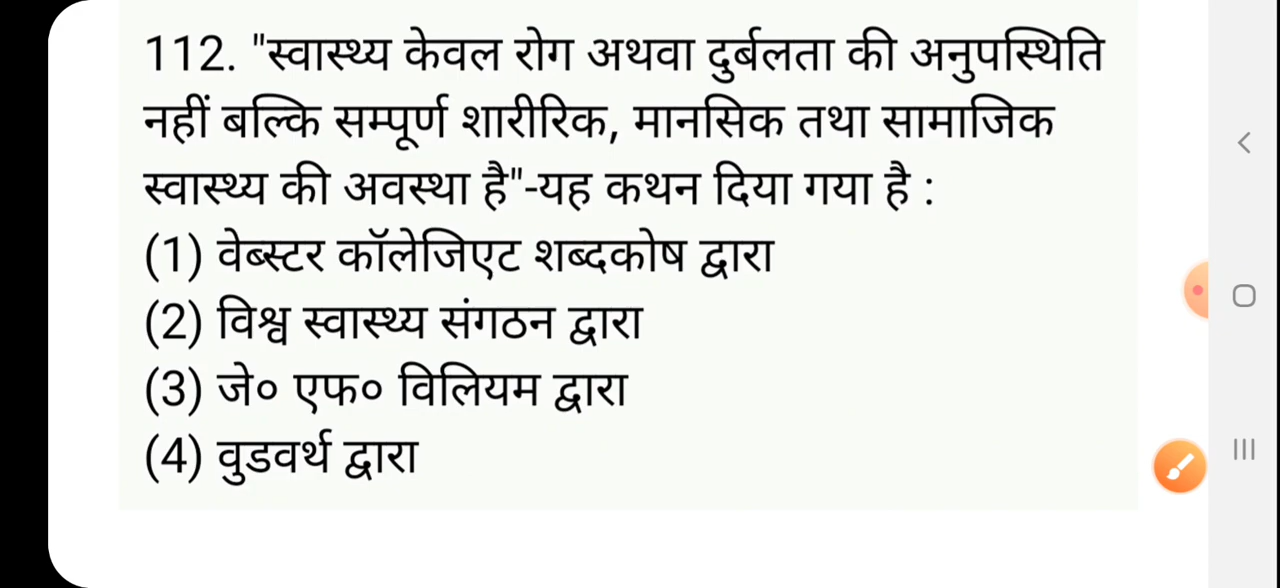 112. "स्वास्थ्य केवल रोग अथवा दुर्बलता की अनुपस्थिति
नहीं बल्कि सम्पूर्ण शारीरिक, मानसिक तथा सामाजिक
स्वास्थ्य की अवस्था है"-यह कथन दिया गया है :
(1) वेब्स्टर कॉलेजिएट शब्दकोष द्वारा
(2) विश्व स्वास्थ्य संगठन द्वारा
(3) जे० एफ० विलियम द्वारा
(4) वुडवर्थ द्वारा